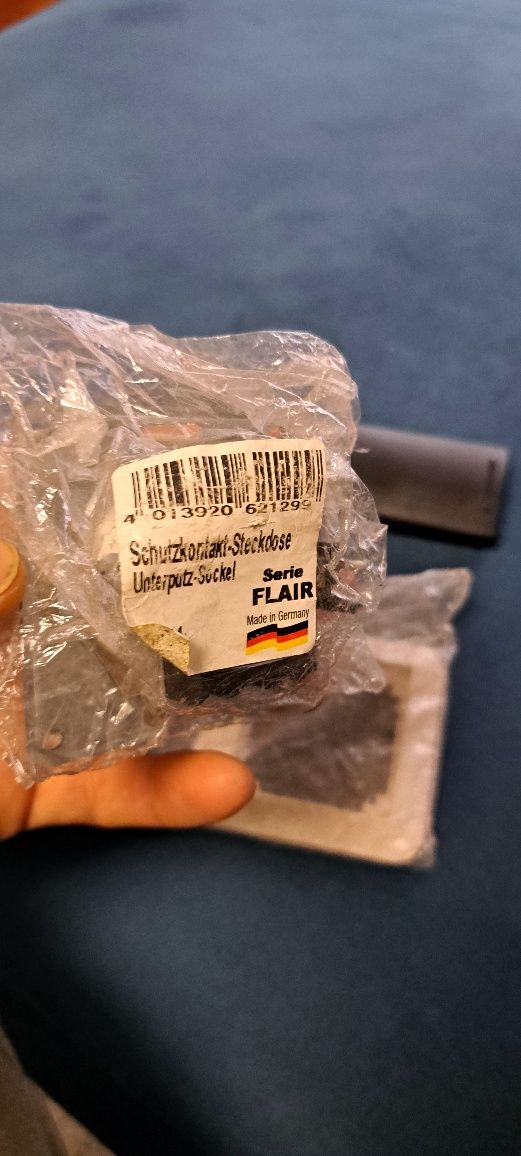 4 013920 621299
Schutzkontakt-Steckdose
Unterputz-Sockel
Serie
FLAIR
Made in Germany